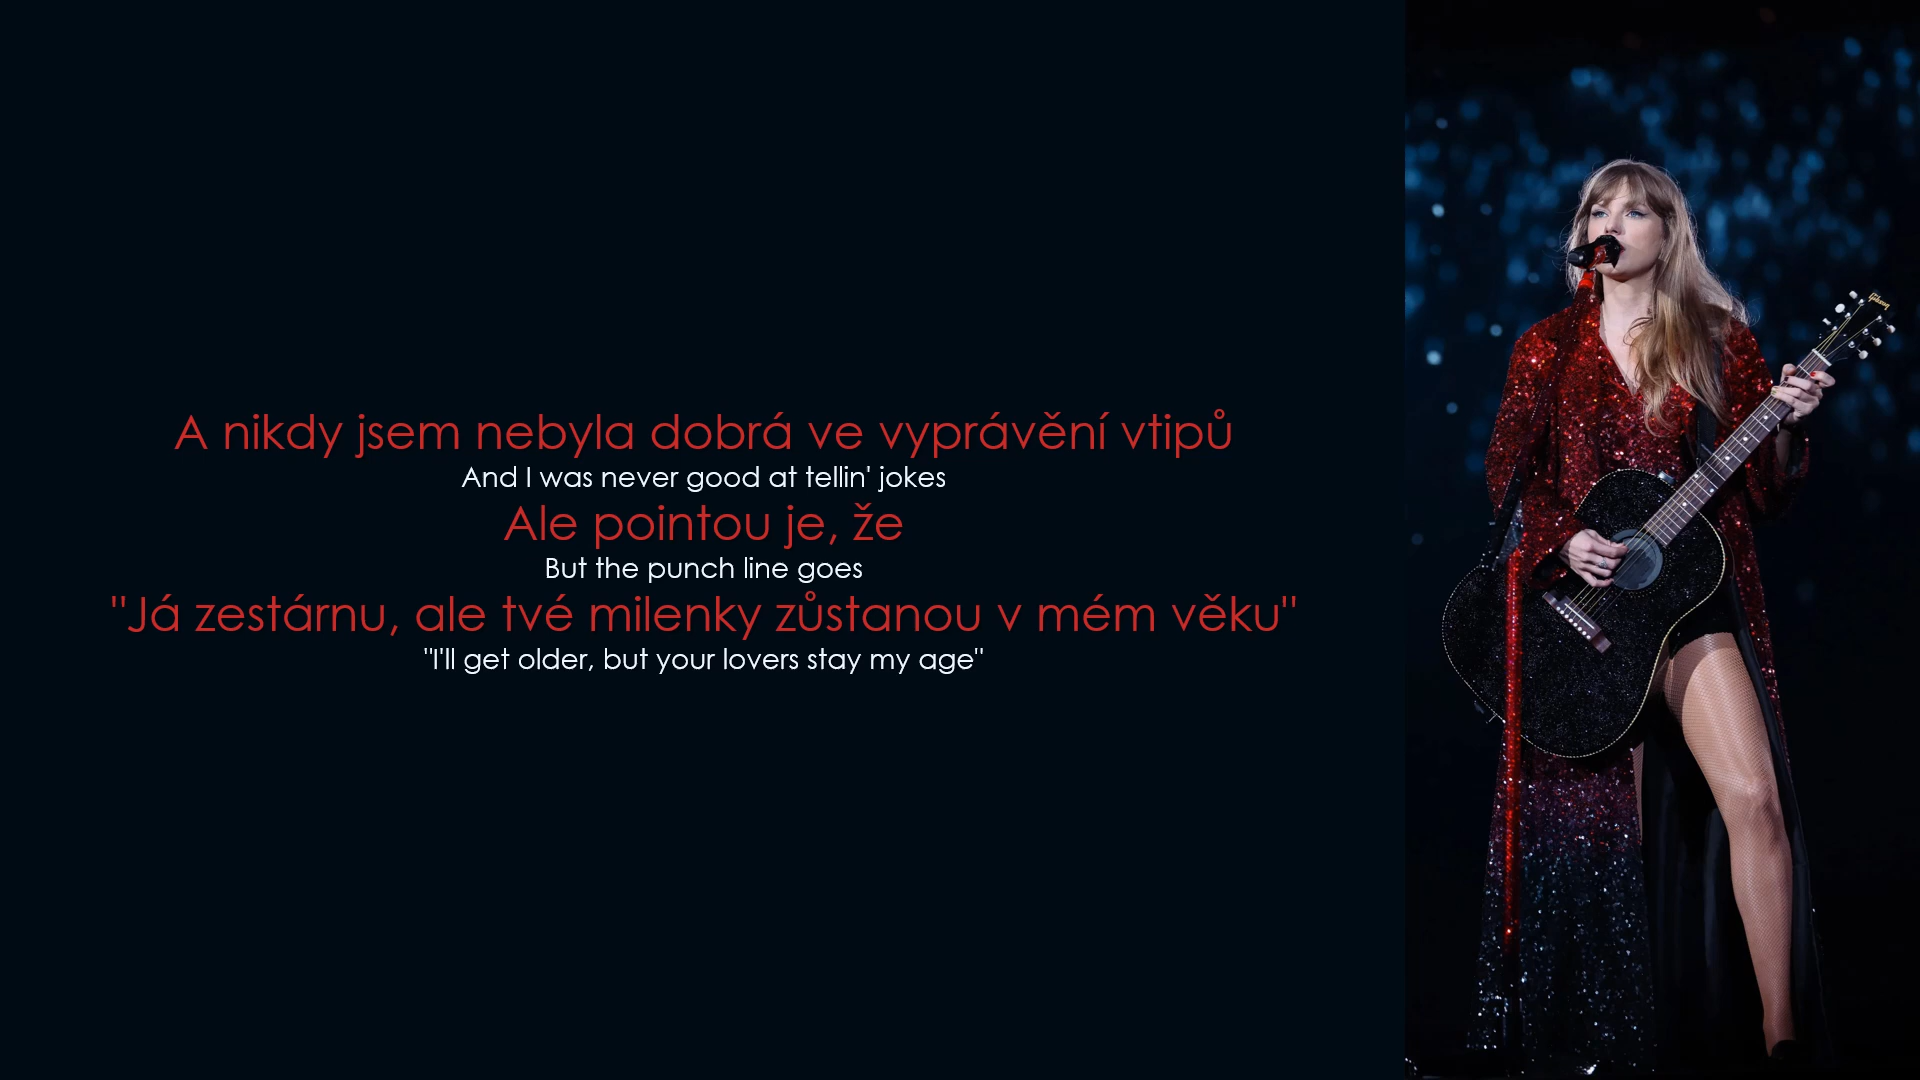 A nikdy jsem nebyla dobrá ve vyprávění vtipů
And I was never good at tellin' jokes
Ale pointou je, že
But the punch line goes
"Já zestárnu, ale tvé milenky zůstanou v mém věku"
"I'll get older, but your lovers stay my age"
Gibson